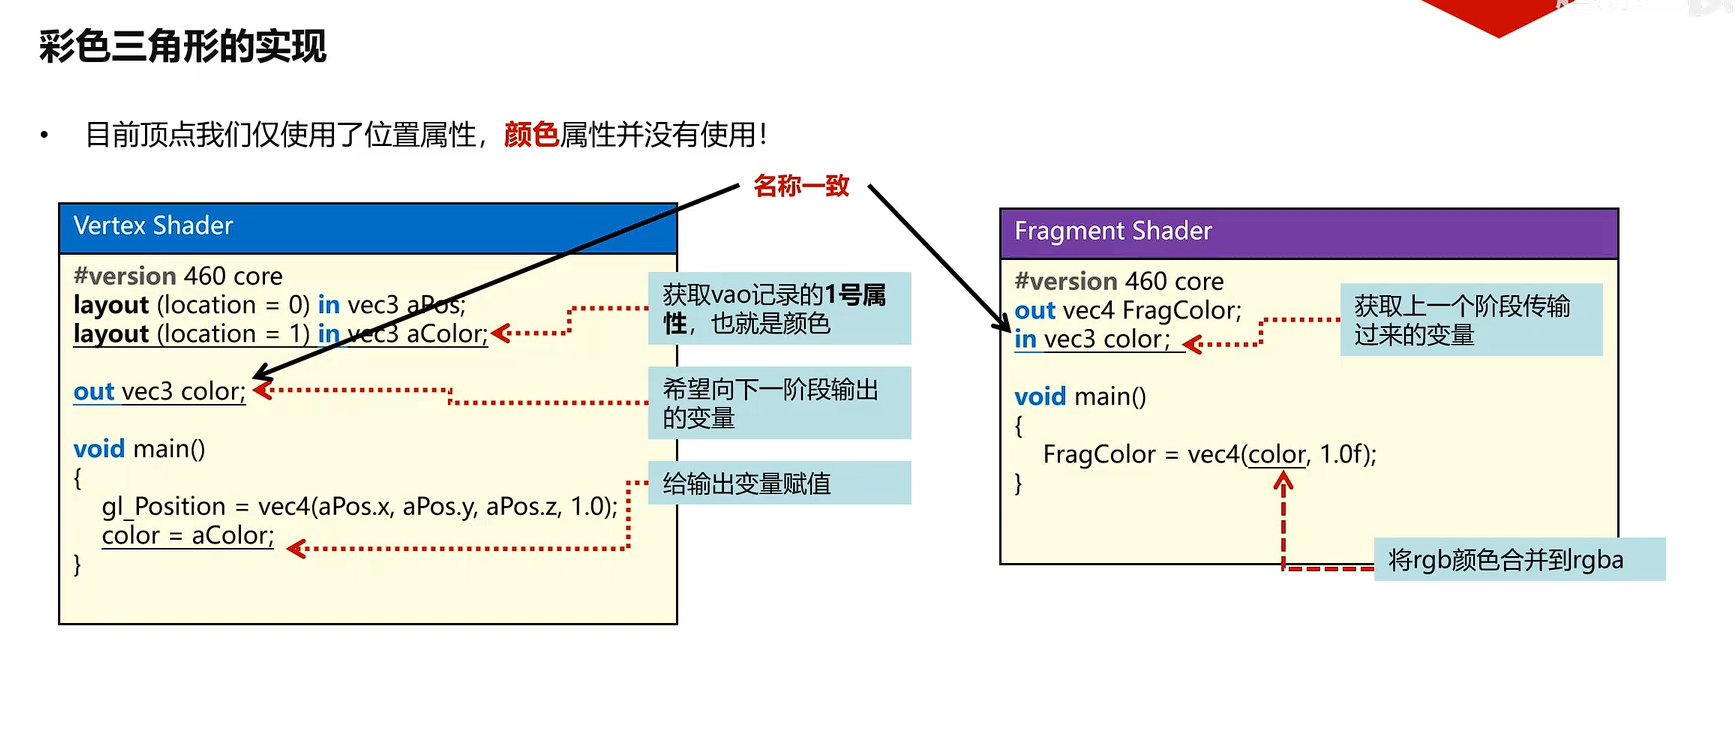 彩色三角形的实现
• 目前顶点我们仅使用了位置属性，颜色属性并没有使用！
名称一致
Vertex Shader
#version 460 core
layout (location = 0) in vec3 aPos;
layout (location = 1) in vec3 aColor;
out vec3 color;
void main()
{
gl_Position = vec4(aPos.x, aPos.y, aPos.z, 1.0);
color = aColor;
}
获取vao记录的1号属
性，也就是颜色
希望向下一阶段输出
的变量
给输出变量赋值
Fragment Shader
#version 460 core
out vec4 FragColor;
in vec3 color;
void main()
{
FragColor = vec4(color, 1.0f);
}
获取上一个阶段传输
过来的变量
将rgb颜色合并到rgba